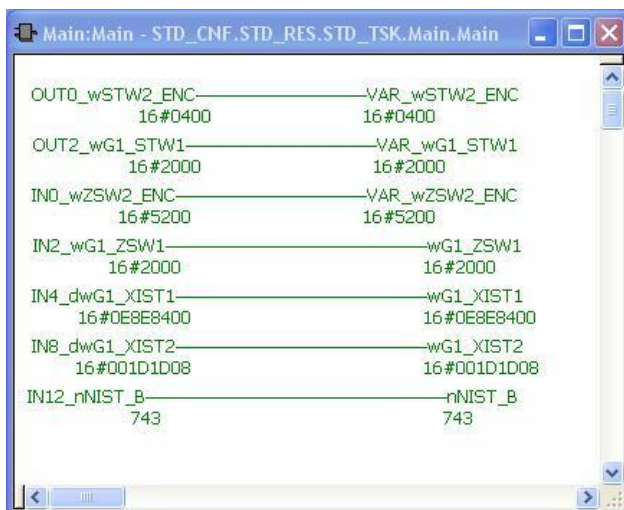 Main:Main - STD_CNF.STD_RES.STD_TSK.Main.Main
OUT0_wSTW2_ENC VAR_wSTW2_ENC
16#0400 16#0400
OUT2_wG1_STW1 VAR_wG1_STW1
16#2000 16#2000
IN0_wZSW2_ENC VAR_wZSW2_ENC
16#5200 16#5200
IN2_wG1_ZSW1 wG1_ZSW1
16#2000 16#2000
IN4_dwG1_XIST1 wG1_XIST1
16#0E8E8400 16#0E8E8400
IN8_dwG1_XIST2 wG1_XIST2
16#001D1D08 16#001D1D08
IN12_nNIST_B nNIST_B
743 743